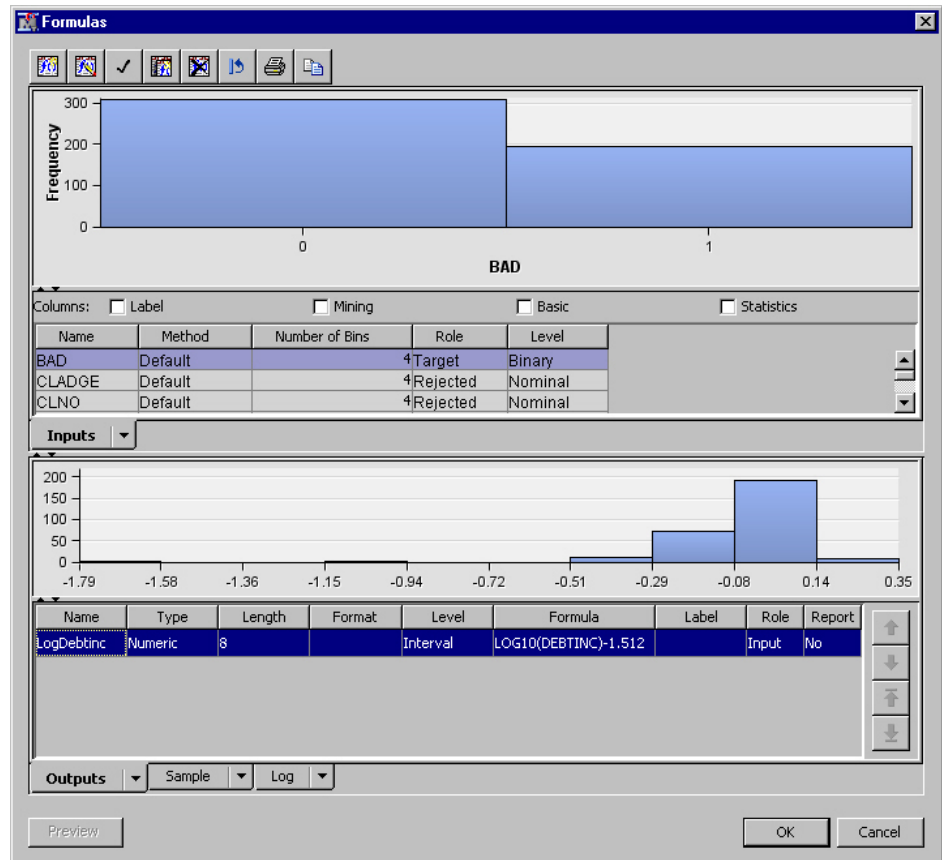 Formulas
300
200
100
0
Frequency
0 1
BAD
Columns: Label Mining Basic Statistics
Name Method Number of Bins Role Level
BAD Default 4 Target Binary
CLADGE Default 4 Rejected Nominal
CLNO Default 4 Rejected Nominal
Inputs
200
150
100
50
0
-1.79 -1.58 -1.36 -1.15 -0.94 -0.72 -0.51 -0.29 -0.08 0.14 0.35
Name Type Length Format Level Formula Label Role Report
LogDebtinc Numeric 8 Interval LOG10(DEBTINC)-1.512 Input No
Outputs Sample Log
Preview OK Cancel